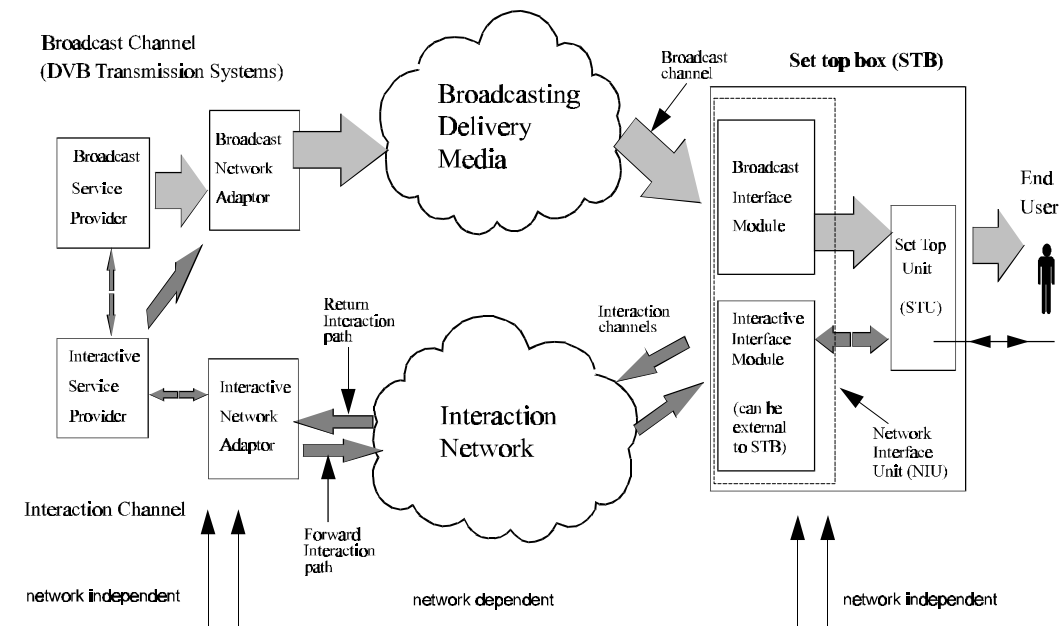 Broadcast Channel
(DVB Transmission Systems)
Broadcast
Service
Provider
Broadcast
Network
Adaptor
Broadcasting
Delivery
Media
Broadcast
channel
Set top box (STB)
Broadcast
Interface
Module
Set Top
Unit
(STU)
End
User
Interactive
Service
Provider
Interactive
Network
Adaptor
Return
Interaction
path
Interaction
Network
Interaction
channels
Interactive
Interface
Module
(can be
external
to STB)
Network
Interface
Unit (NIU)
Interaction Channel
Forward
Interaction
path
network independent
network dependent
network independent